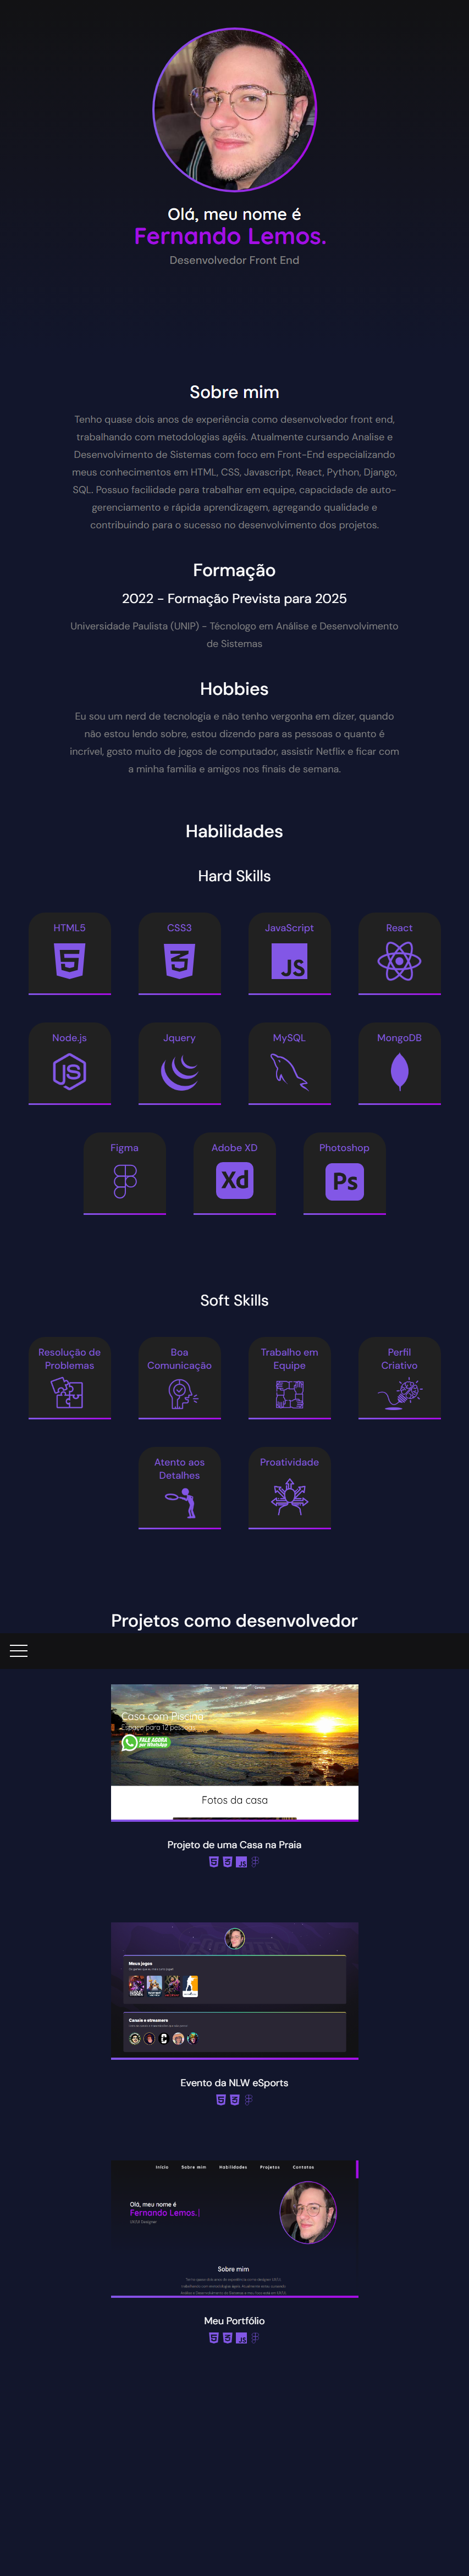 Olá, meu nome é
Fernando Lemos.
Desenvolvedor Front End
Sobre mim
Tenho quase dois anos de experiência como desenvolvedor front end,
trabalhando com metodologias agéis. Atualmente cursando Analise e
Desenvolvimento de Sistemas com foco em Front-End especializando
meus conhecimentos em HTML, CSS, Javascript, React, Python, Django,
SQL. Possuo facilidade para trabalhar em equipe, capacidade de auto-
gerenciamento e rápida aprendizagem, agregando qualidade e
contribuindo para o sucesso no desenvolvimento dos projetos.
Formação
2022 - Formação Prevista para 2025
Universidade Paulista (UNIP) - Técnologo em Análise e Desenvolvimento
de Sistemas
Hobbies
Eu sou um nerd de tecnologia e não tenho vergonha em dizer, quando
não estou lendo sobre, estou dizendo para as pessoas o quanto é
incrível, gosto muito de jogos de computador, assistir Netflix e ficar com
a minha família e amigos nos finais de semana.
Habilidades
Hard Skills
HTML5 CSS3 JavaScript React
JS
Node.js Jquery MySQL MongoDB
JS
Figma Adobe XD Photoshop
Xd Ps
Soft Skills
Resolução de Problemas
Boa Comunicação
Trabalho em Equipe
Perfil Criativo
Atento aos Detalhes
Proatividade
Projetos como desenvolvedor
Casa com Piscina
Espaço para 12 pessoas
FALE AGORA
por WhatsApp
Fotos da casa
Projeto de uma Casa na Praia
Meus jogos
Evento da NLW eSports
Início Sobre mim Habilidades Projetos Contatos
Olá, meu nome é
Fernando Lemos.
Sobre mim
Meu Portfólio